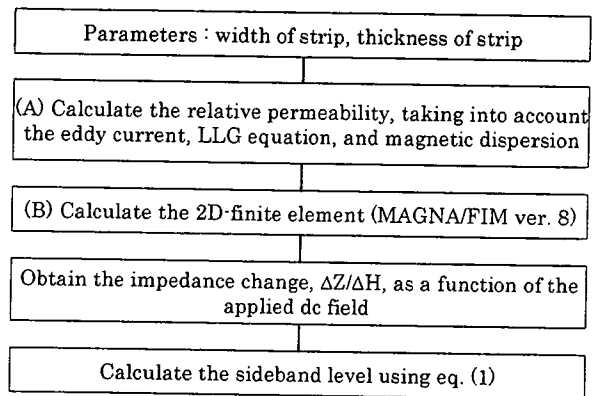 Parameters : width of strip, thickness of strip
(A) Calculate the relative permeability, taking into account
the eddy current, LLG equation, and magnetic dispersion
(B) Calculate the 2D-finite element (MAGNA/FIM ver. 8)
Obtain the impedance change, ΔZ/ΔH, as a function of the
applied dc field
Calculate the sideband level using eq. (1)